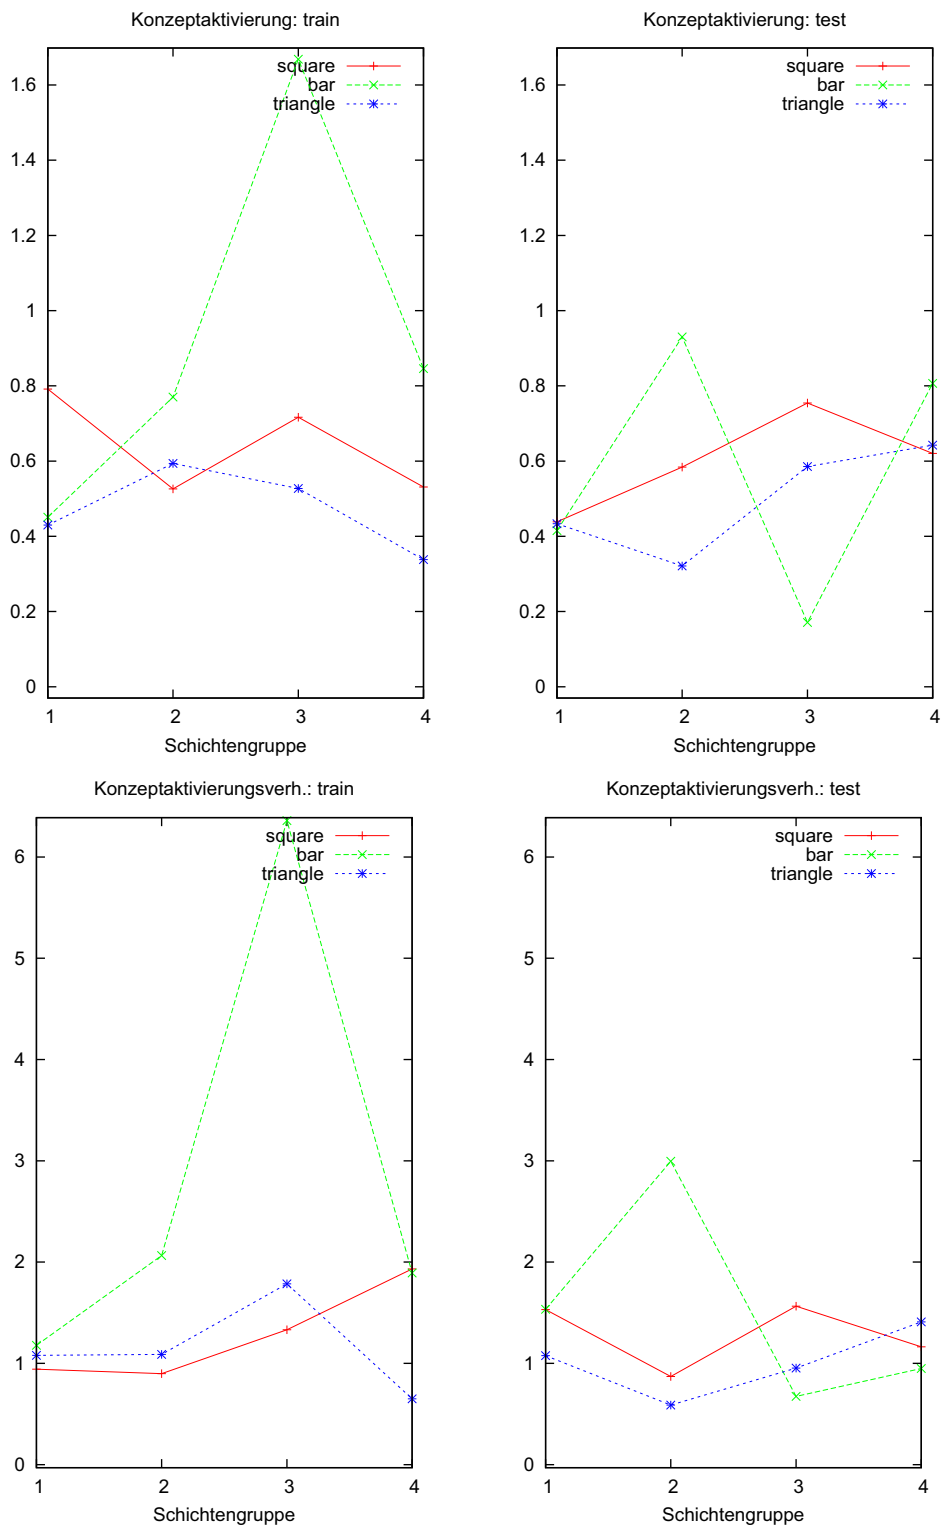 Konzeptaktivierung: train
square
bar
triangle
1.6
1.4
1.2
1
0.8
0.6
0.4
0.2
0
1 2 3 4
Schichtengruppe
Konzeptaktivierung: test
square
bar
triangle
1.6
1.4
1.2
1
0.8
0.6
0.4
0.2
0
1 2 3 4
Schichtengruppe
Konzeptaktivierungsverh.: train
square
bar
triangle
6
5
4
3
2
1
0
1 2 3 4
Schichtengruppe
Konzeptaktivierungsverh.: test
square
bar
triangle
6
5
4
3
2
1
0
1 2 3 4
Schichtengruppe